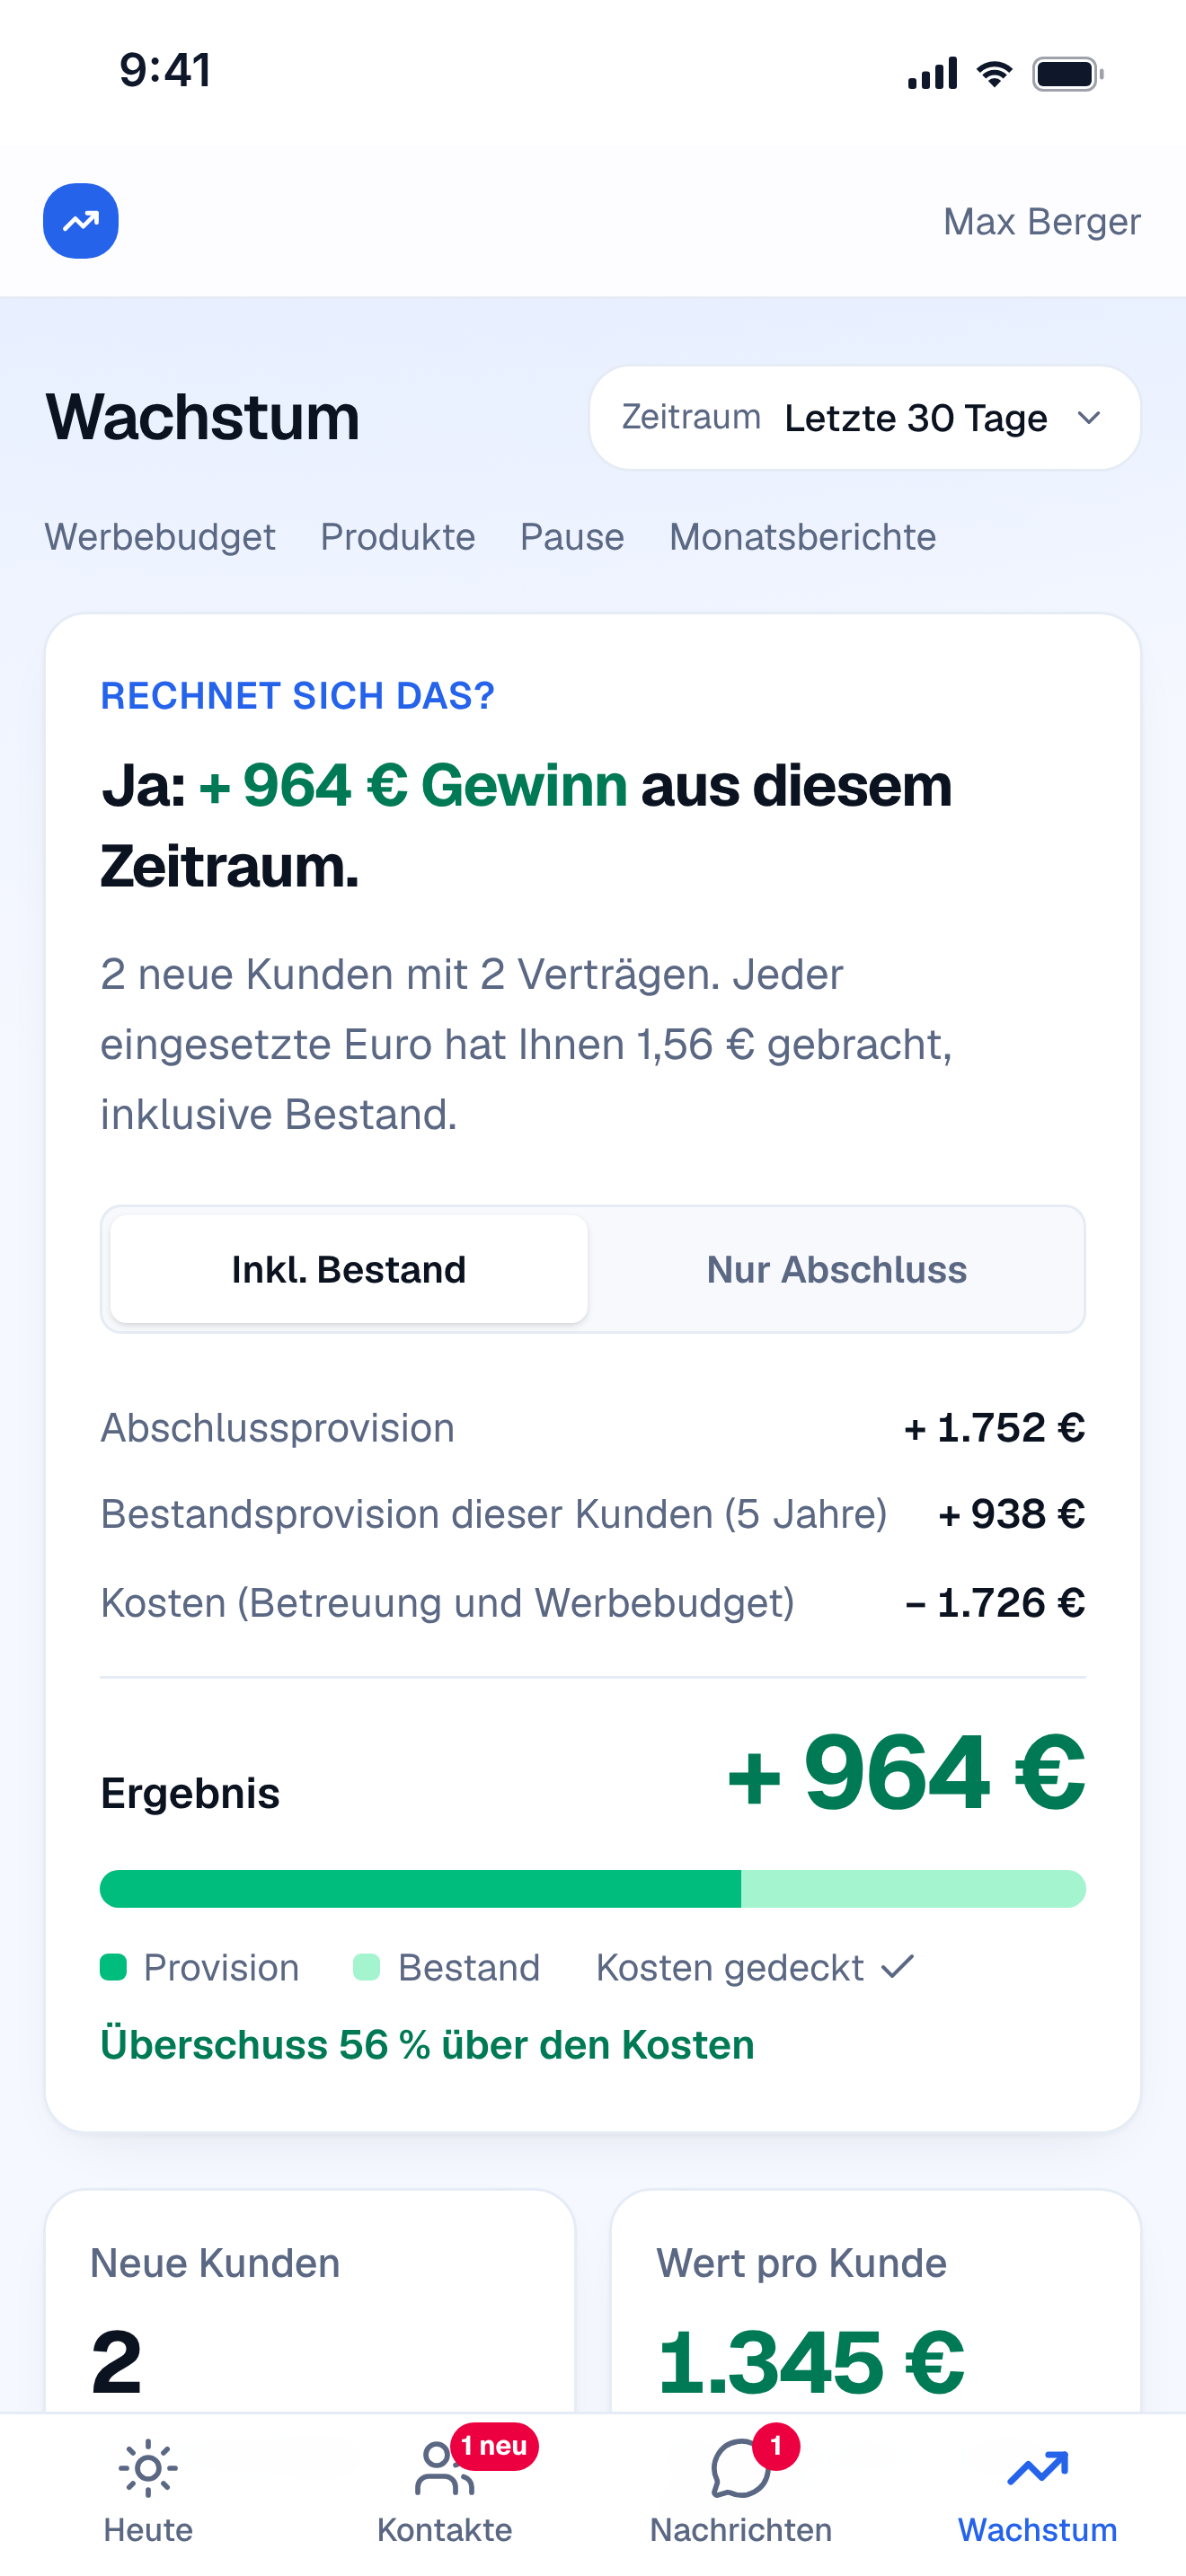 9:41
Max Berger
Wachstum
Zeitraum Letzte 30 Tage
Werbebudget Produkte Pause Monatsberichte
RECHNET SICH DAS?
Ja: + 964 € Gewinn aus diesem
Zeitraum.
2 neue Kunden mit 2 Verträgen. Jeder
eingesetzte Euro hat Ihnen 1,56 € gebracht,
inklusive Bestand.
Inkl. Bestand Nur Abschluss
Abschlussprovision + 1.752 €
Bestandsprovision dieser Kunden (5 Jahre) + 938 €
Kosten (Betreuung und Werbebudget) − 1.726 €
Ergebnis + 964 €
Provision Bestand Kosten gedeckt ✓
Überschuss 56 % über den Kosten
Neue Kunden Wert pro Kunde
2 1.345 €
1 neu 1
Heute Kontakte Nachrichten Wachstum